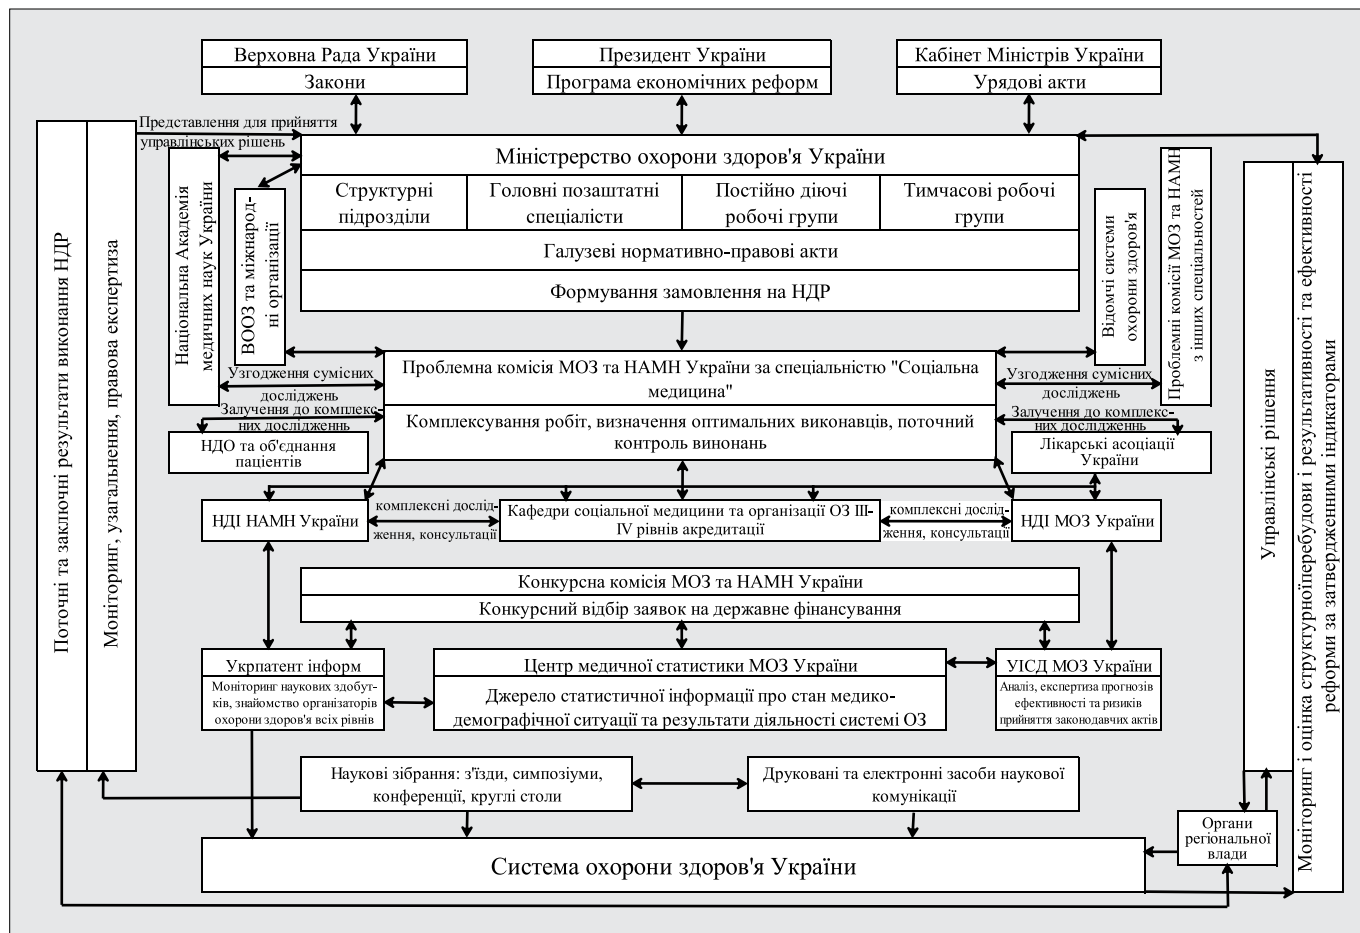 Верховна Рада України
Закони
Президент України
Програма економічних реформ
Кабінет Міністрів України
Урядові акти
Поточні та заключні результати виконання НДР
Моніторинг, узагальнення, правова експертиза
Представлення для прийняття
управлінських рішень
Міністрерство охорони здоров'я України
Структурні
підрозділи
Головні позаштатні
спеціалісти
Постійно діючі
робочі групи
Тимчасові робочі
групи
Галузеві нормативно-правові акти
Формування замовлення на НДР
Національна Академія
медичних наук України
ВООЗ та міжнарод-
ні організації
Відомчі системи
охорони здоров'я
Проблемні комісії МОЗ та НАМН
з інших спеціальностей
Управлінські рішення
Моніторинг і оцінка структурноїперебудови і результативності та ефективності
реформи за затвердженими індикаторами
Проблемна комісія МОЗ та НАМН України за спеціальністю "Соціальна
медицина"
Комплексування робіт, визначення оптимальних виконавців, поточний
контроль винонань
Узгодження сумісних
досліджень
Залучення до комплекс-
них дослідженнь
НДО та об'єднання
пацієнтів
Узгодження сумісних
досліджень
Залучення до комплекс-
них дослідженнь
Лікарські асоціації
України
НДІ НАМН України
комплексні дослід-
ження, консультації
Кафедри соціальної медицини та організації ОЗ III-
IV рівнів акредитації
комплексні дослід-
ження, консультації
НДІ МОЗ України
Конкурсна комісія МОЗ та НАМН України
Конкурсний відбір заявок на державне фінансування
Укрпатент інформ
Моніторинг наукових здобут-
ків, знайомство організаторів
охорони здоров'я всіх рівнів
Центр медичної статистики МОЗ України
Джерело статистичної інформації про стан медико-
демографічної ситуації та результати діяльності системі ОЗ
УІСД МОЗ України
Аналіз, експертиза прогнозів
ефективності та ризиків
прийняття законодавчих актів
Наукові зібрання: з'їзди, симпозіуми,
конференції, круглі столи
Друковані та електронні засоби наукової
комунікації
Органи
регіональної
влади
Система охорони здоров'я України